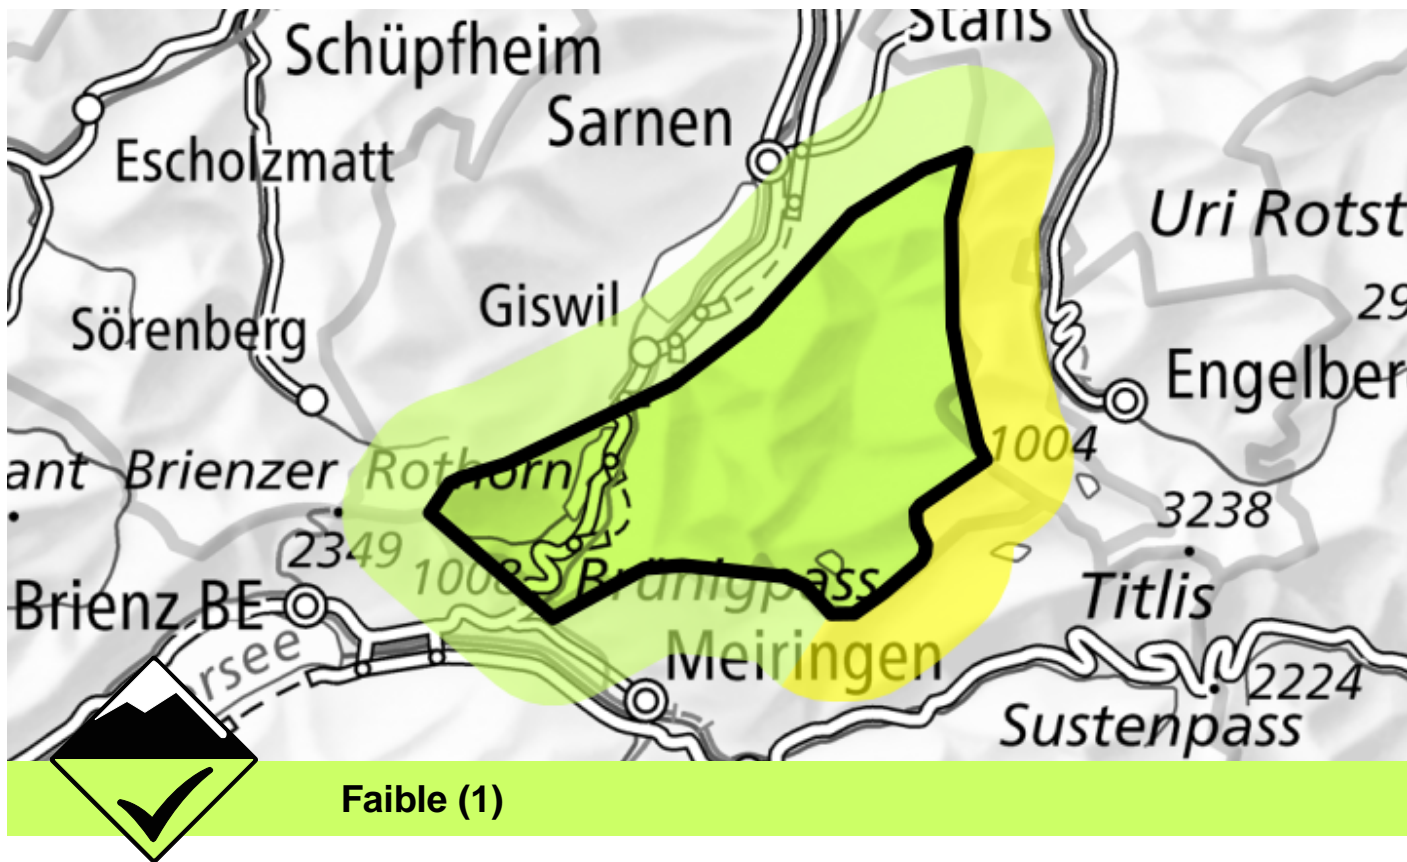 Stans
Schüpfheim
Sarnen
Escholzmatt
Uri Rotst
Giswil
29
Sörenberg
Engelber
1004
ant Brienzer Rothorn
3238
2349
1008
Brünigpass
Titlis
Brienz BE
Meiringen
ersee
2224
Sustenpass
Faible (1)